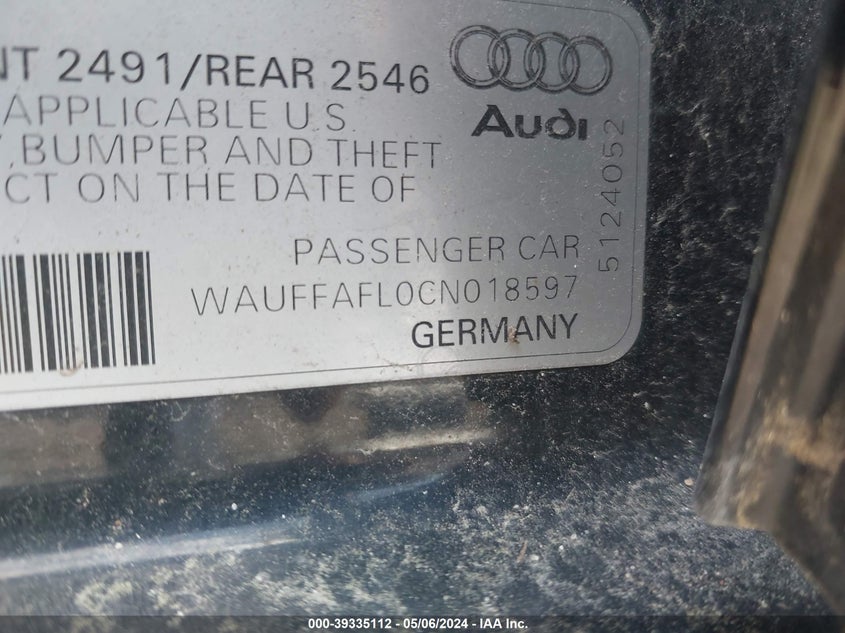 NT 2491/REAR 2546
APPLICABLE U.S.
, BUMPER AND THEFT
CT ON THE DATE OF
Audi
5124052
PASSENGER CAR
WAUFFAFL0CN018597
GERMANY
000-39335112 - 05/06/2024 - IAA Inc.